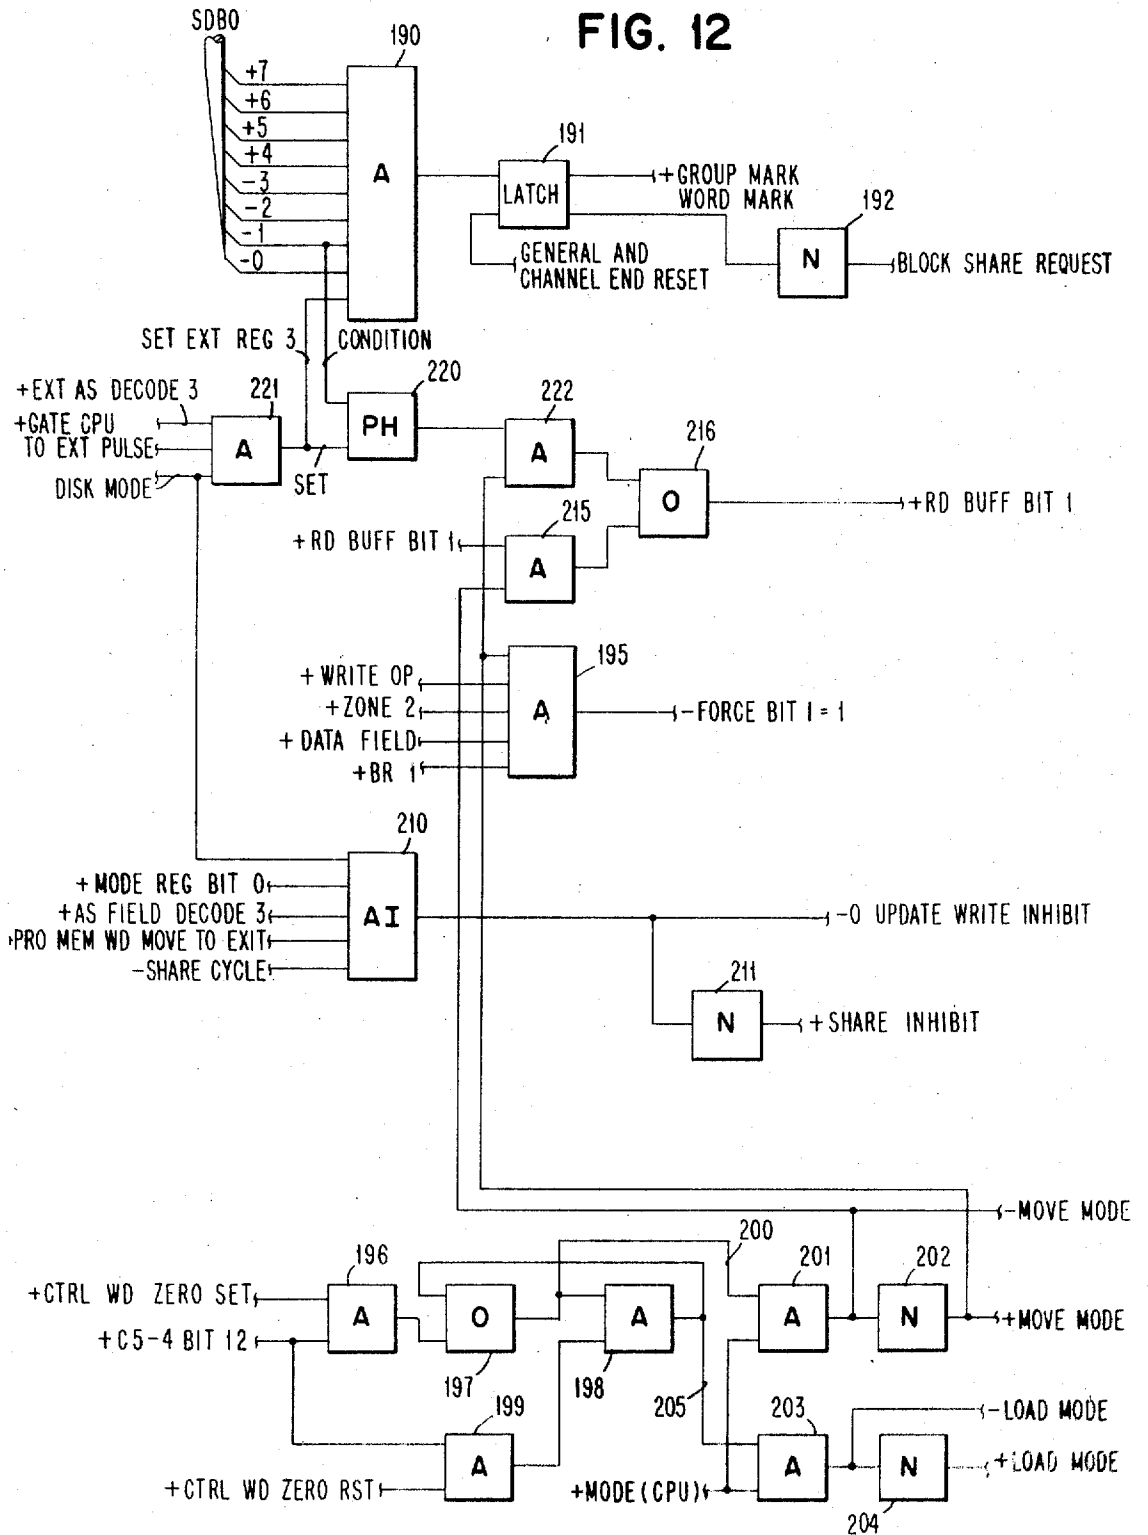 FIG. 12
SDBO
190
+7
+6
+5
+4
-3
-2
-1
-0
A
191
LATCH
+GROUP MARK
WORD MARK
192
N
BLOCK SHARE REQUEST
GENERAL AND
CHANNEL END RESET
SET EXT REG 3
CONDITION
+EXT AS DECODE 3
221
220
222
+GATE CPU
TO EXT PULSE
A
PH
A
216
DISK MODE
SET
O
+RD BUFF BIT 1
215
+RD BUFF BIT 1
A
195
+WRITE OP
+ZONE 2
A
-FORCE BIT 1 = 1
+DATA FIELD
+BR 1
210
+MODE REG BIT 0
+AS FIELD DECODE 3
AI
-0 UPDATE WRITE INHIBIT
+PRO MEM WD MOVE TO EXIT
-SHARE CYCLE
211
N
+SHARE INHIBIT
-MOVE MODE
200
196
201
202
+CTRL WD ZERO SET
A
O
A
A
N
+MOVE MODE
+C5-4 BIT 12
197
198
199
205
203
-LOAD MODE
A
A
N
+LOAD MODE
+CTRL WD ZERO RST
+MODE (CPU)
204